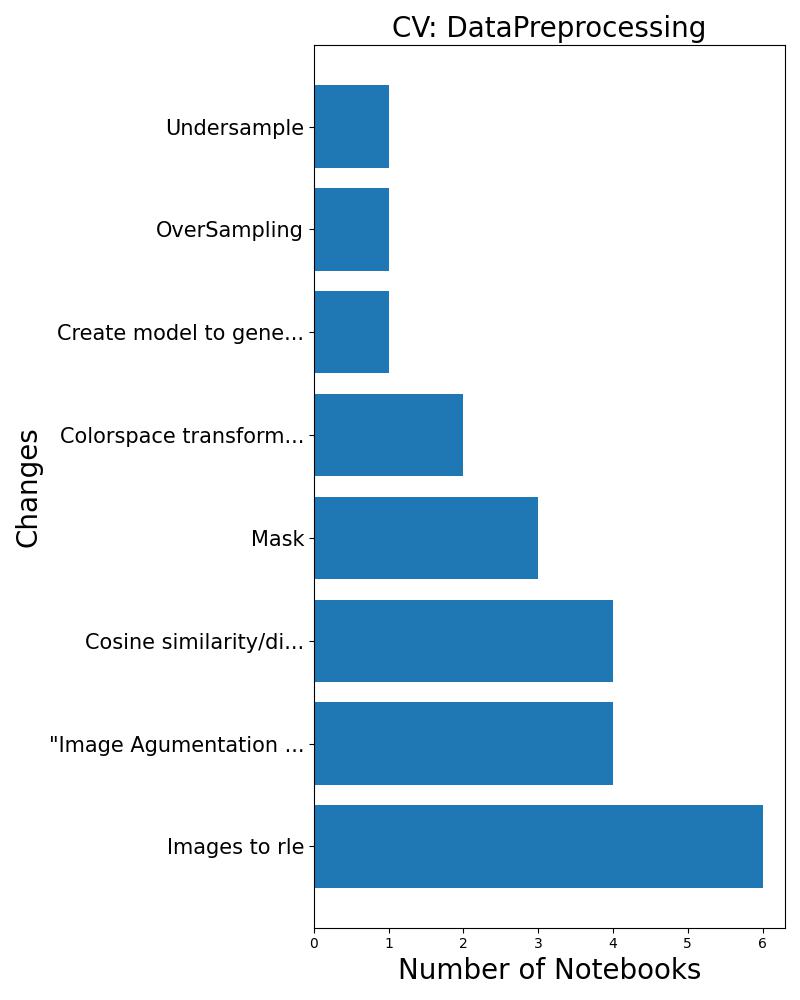 CV: DataPreprocessing
Undersample
OverSampling
Create model to gene...
Colorspace transform...
Mask
Cosine similarity/di...
"Image Agumentation ...
Images to rle
Changes
0 1 2 3 4 5 6
Number of Notebooks